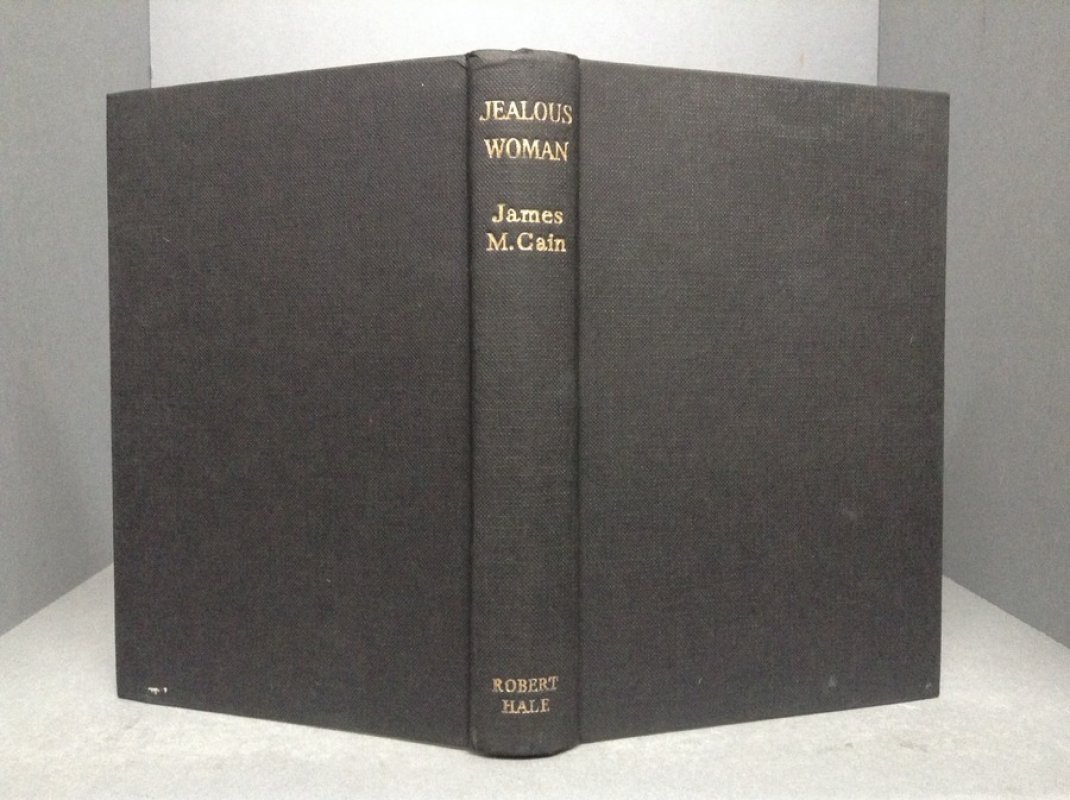 JEALOUS
WOMAN
James
M. Cain
ROBERT
HALE